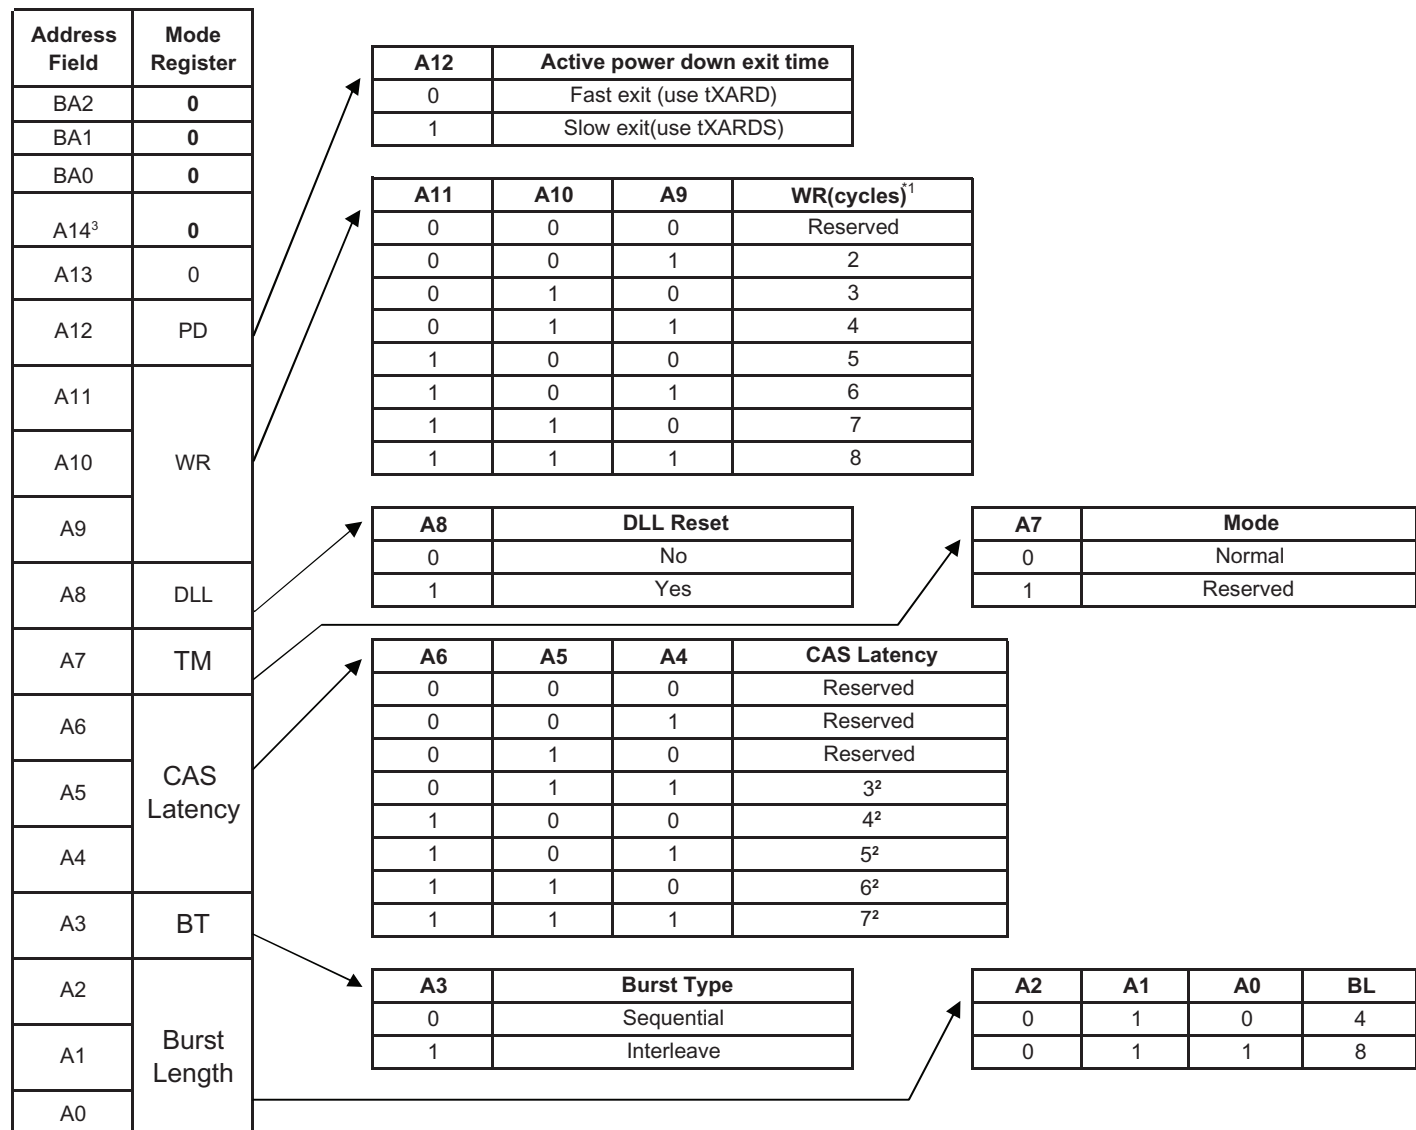 Address Field Mode Register
BA2 0
BA1 0
BA0 0
A14³ 0
A13 0
A12 PD
A11
A10 WR
A9
A8 DLL
A7 TM
A6
A5 CAS Latency
A4
A3 BT
A2
A1 Burst Length
A0
A12 Active power down exit time
0 Fast exit (use tXARD)
1 Slow exit(use tXARDS)
A11 A10 A9 WR(cycles)*1
0 0 0 Reserved
0 0 1 2
0 1 0 3
0 1 1 4
1 0 0 5
1 0 1 6
1 1 0 7
1 1 1 8
A8 DLL Reset
0 No
1 Yes
A7 Mode
0 Normal
1 Reserved
A6 A5 A4 CAS Latency
0 0 0 Reserved
0 0 1 Reserved
0 1 0 Reserved
0 1 1 3²
1 0 0 4²
1 0 1 5²
1 1 0 6²
1 1 1 7²
A3 Burst Type
0 Sequential
1 Interleave
A2 A1 A0 BL
0 1 0 4
0 1 1 8